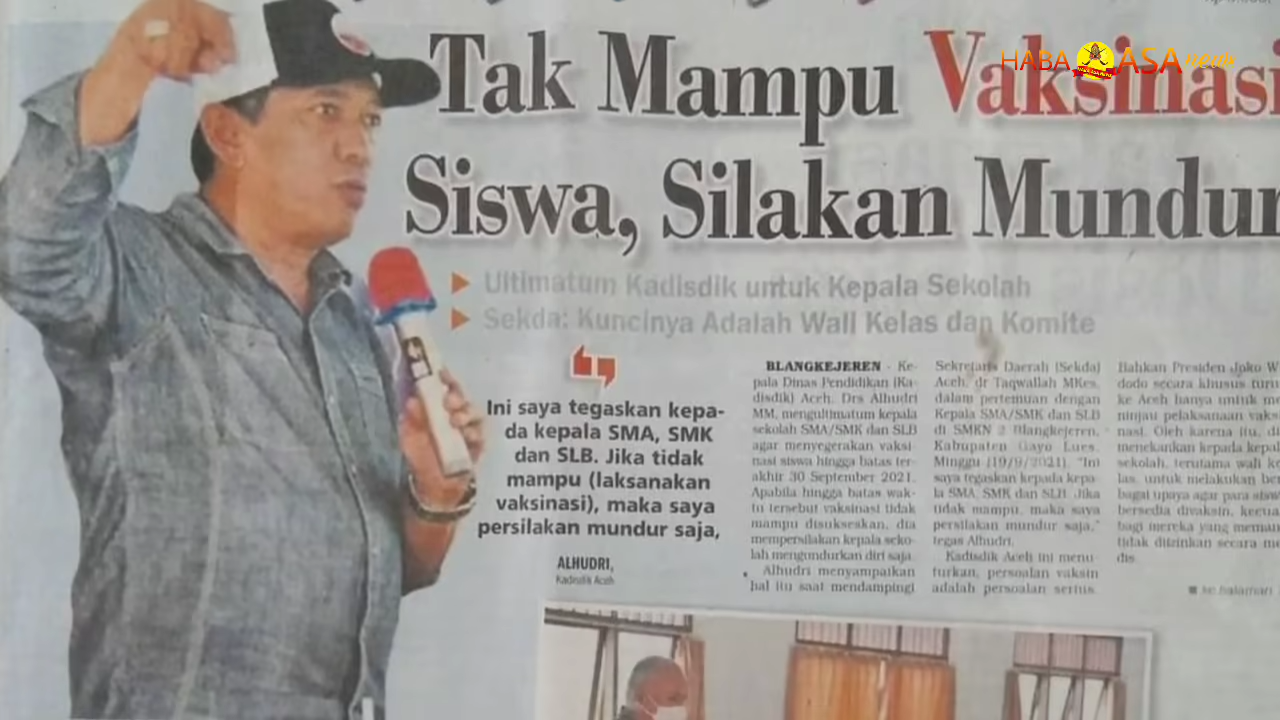 HABA ASA news
Tak Mampu Vaksinasi
Siswa, Silakan Mundur
Ultimatum Kadisdik untuk Kepala Sekolah
Sekda: Kuncinya Adalah Wali Kelas dan Komite
Ini saya tegaskan kepa-
da kepala SMA, SMK
dan SLB. Jika tidak
mampu (laksanakan
vaksinasi), maka saya
persilakan mundur saja,
ALHUDRI,
Kadisdik Aceh
BLANGKEJEREN - Ke-
pala Dinas Pendidikan (Ka-
disdik) Aceh, Drs Alhudri
MM, mengultimatum kepala
sekolah SMA/SMK dan SLB
agar menyegerakan vaksi-
nasi siswa hingga batas ter-
akhir 30 September 2021.
Apabila hingga batas wak-
tu tersebut vaksinasi tidak
mampu disukseskan, dia
mempersilakan kepala seko-
lah mengundurkan diri saja.
Alhudri menyampaikan
hal itu saat mendampingi
Sekretaris Daerah (Sekda)
Aceh, dr Taqwallah MKes,
dalam pertemuan dengan
Kepala SMA/SMK dan SLB
di SMKN 2 Blangkejeren,
Kabupaten Gayo Lues,
Minggu (19/9/2021). "Ini
saya tegaskan kepada kepa-
la SMA, SMK dan SLB. Jika
tidak mampu, maka saya
persilakan mundur saja,"
tegas Alhudri.
Kadisdik Aceh ini menu-
turkan, persoalan vaksin
adalah persoalan serius.
Bahkan Presiden Joko W
dodo secara khusus turu
ke Aceh hanya untuk me
ninjau pelaksanaan vaks
nasi. Oleh karena itu, di
menekankan kepada kepal
sekolah, terutama wali ke
las, untuk melakukan ber
bagai upaya agar para sisw
bersedia divaksin, kecua
bagi mereka yang meman
tidak diizinkan secara me
dis.
ke halaman